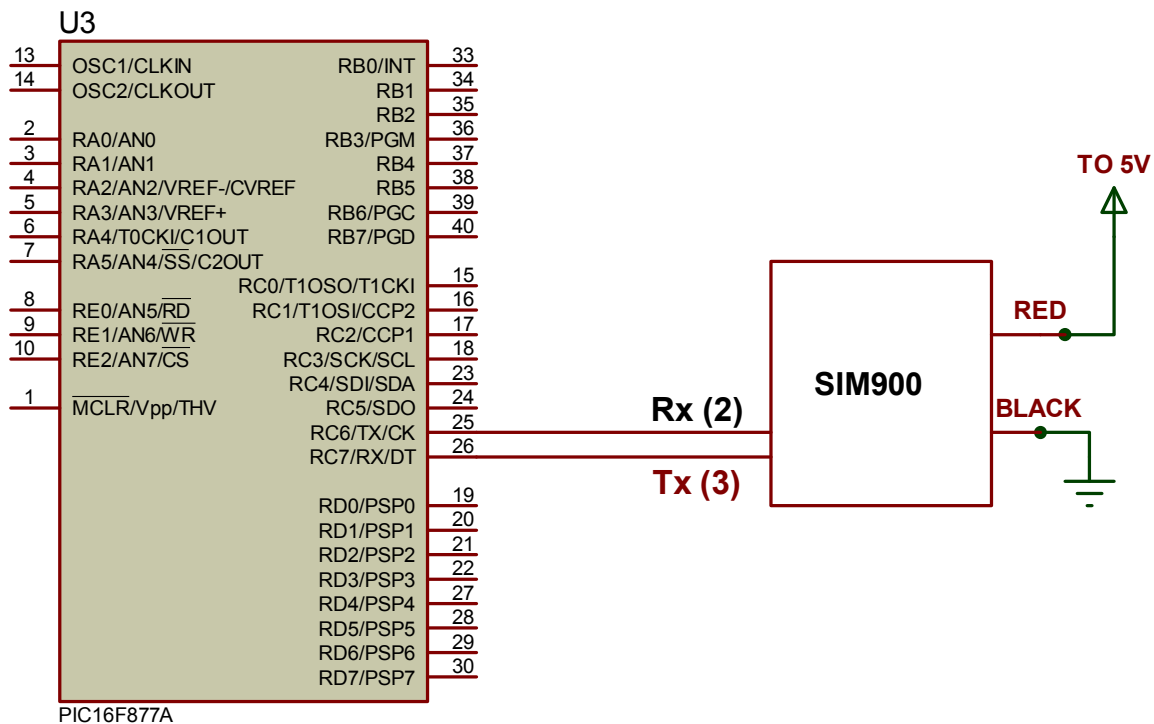 U3
13 OSC1/CLKIN RB0/INT 33
14 OSC2/CLKOUT RB1 34
RB2 35
2 RA0/AN0 RB3/PGM 36
3 RA1/AN1 RB4 37
4 RA2/AN2/VREF-/CVREF RB5 38
5 RA3/AN3/VREF+ RB6/PGC 39
6 RA4/T0CKI/C1OUT RB7/PGD 40
7 RA5/AN4/SS/C2OUT
RC0/T1OSO/T1CKI 15
8 RE0/AN5/RD RC1/T1OSI/CCP2 16
9 RE1/AN6/WR RC2/CCP1 17
10 RE2/AN7/CS RC3/SCK/SCL 18
RC4/SDI/SDA 23
1 MCLR/Vpp/THV RC5/SDO 24
RC6/TX/CK 25
RC7/RX/DT 26
RD0/PSP0 19
RD1/PSP1 20
RD2/PSP2 21
RD3/PSP3 22
RD4/PSP4 27
RD5/PSP5 28
RD6/PSP6 29
RD7/PSP7 30
PIC16F877A
Rx (2)
Tx (3)
SIM900
TO 5V
RED
BLACK